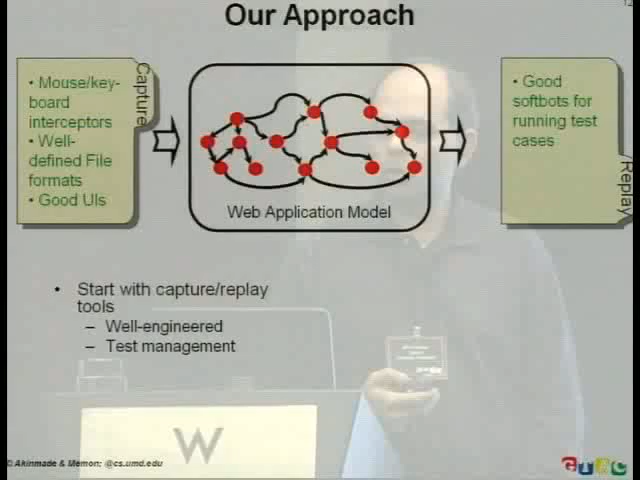 12
Our Approach
• Mouse/key-
board
interceptors
• Well-
defined File
formats
• Good UIs
Capture
Web Application Model
• Good
softbots for
running test
cases
Replay
• Start with capture/replay
tools
– Well-engineered
– Test management
W
© Akinmade & Memon: @cs.umd.edu